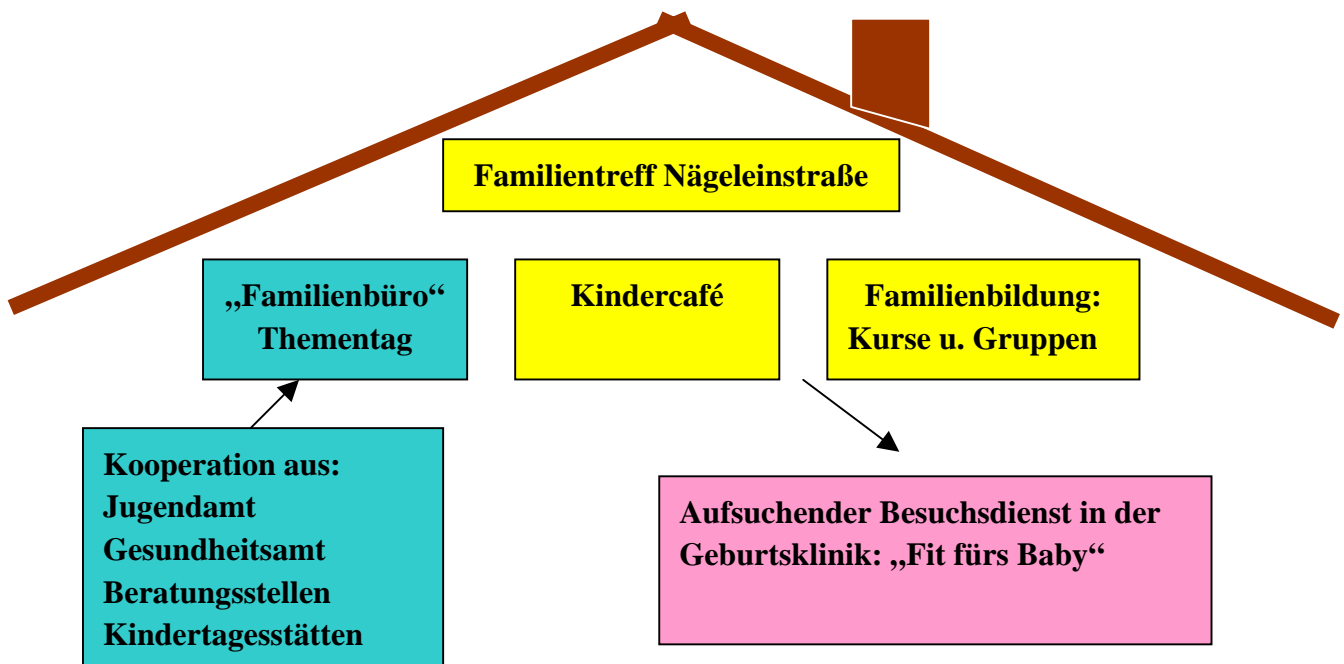 Familientreff Nägeleinstraße
„Familienbüro“
Thementag
Kindercafé
Familienbildung:
Kurse u. Gruppen
Kooperation aus:
Jugendamt
Gesundheitsamt
Beratungsstellen
Kindertagesstätten
Aufsuchender Besuchsdienst in der
Geburtsklinik: „Fit fürs Baby“